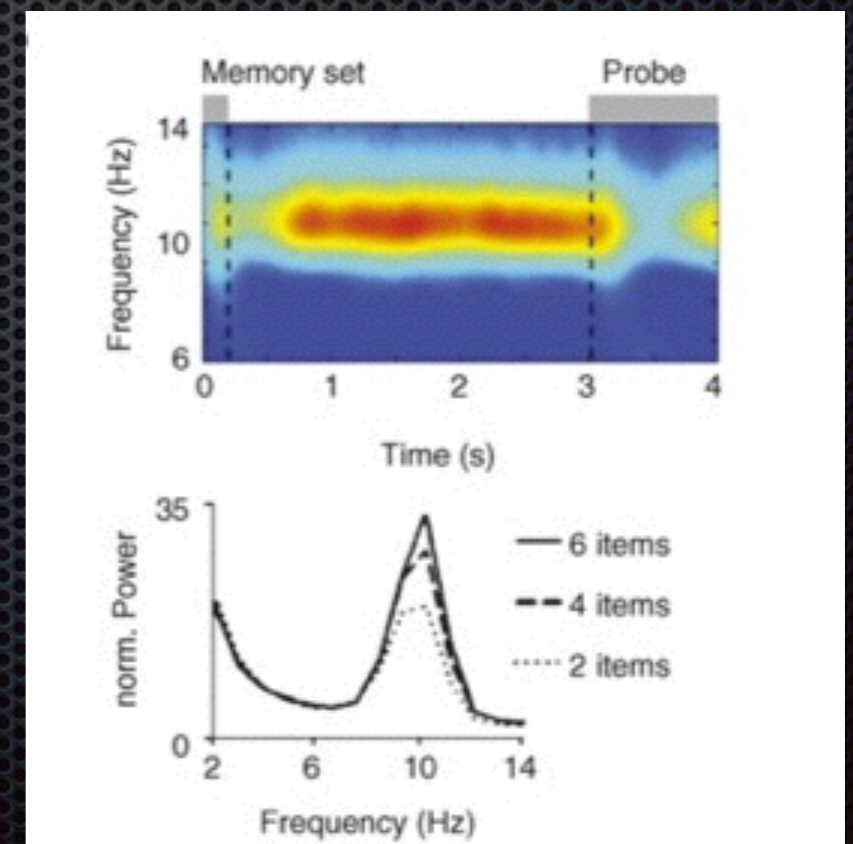 Memory set Probe
14
10
6
Frequency (Hz)
0 1 2 3 4
Time (s)
35
0
norm. Power
6 items
4 items
2 items
2 6 10 14
Frequency (Hz)